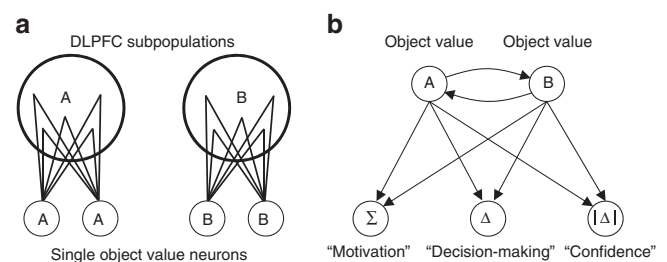 a
DLPFC subpopulations
A
B
A A B B
Single object value neurons
b
Object value Object value
A B
Σ Δ |Δ|
“Motivation” “Decision-making” “Confidence”